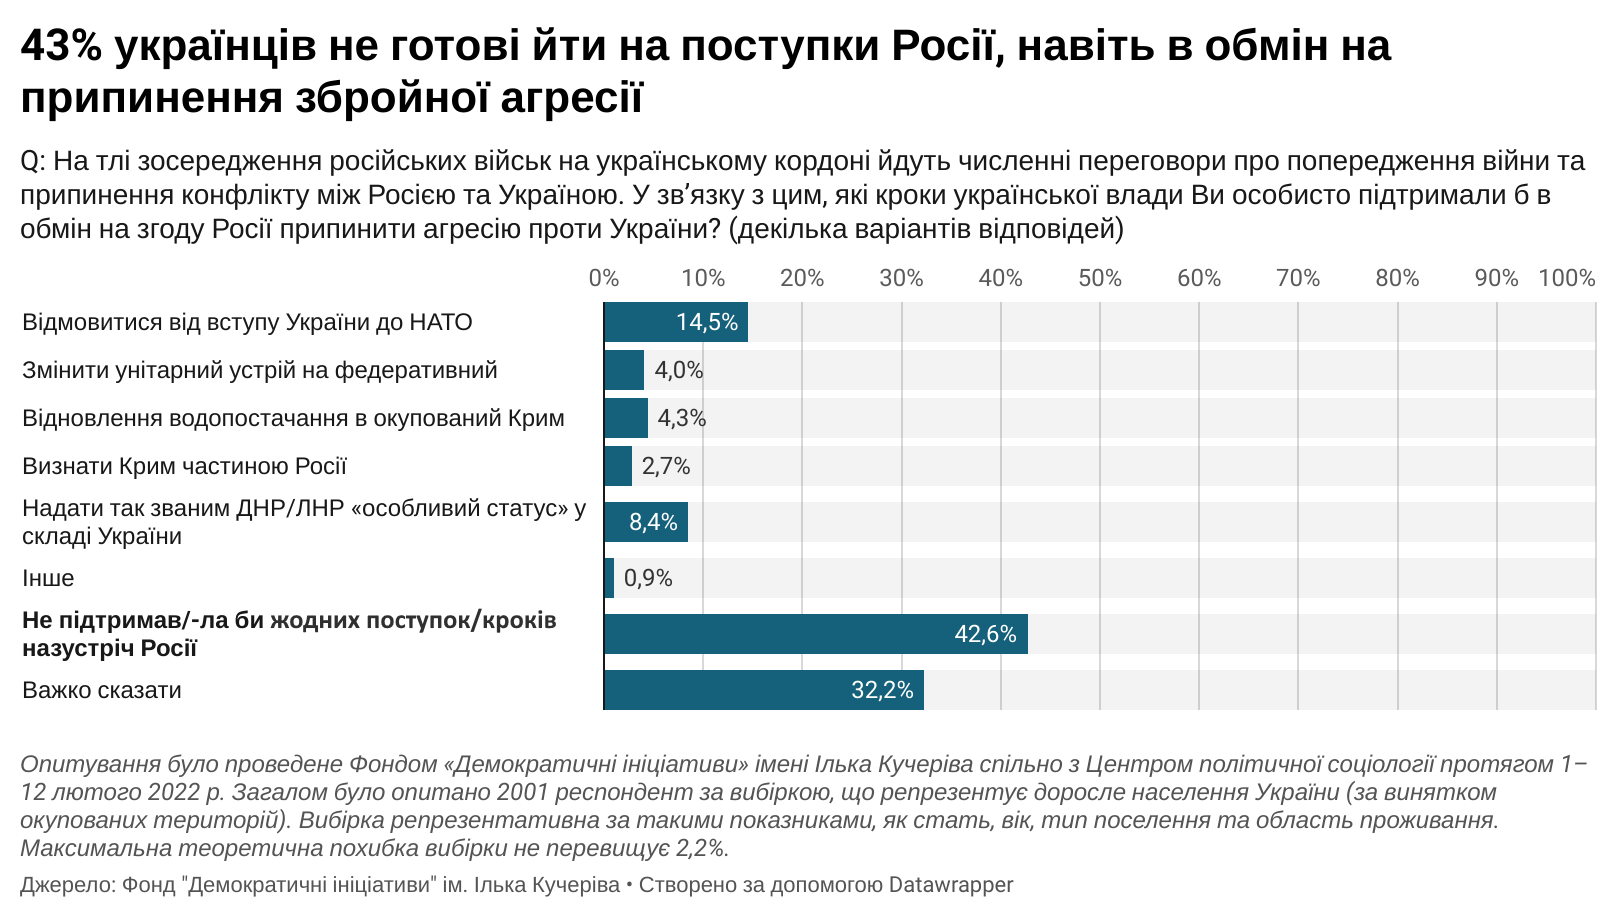 43% українців не готові йти на поступки Росії, навіть в обмін на
припинення збройної агресії
Q: На тлі зосередження російських військ на українському кордоні йдуть численні переговори про попередження війни та
припинення конфлікту між Росією та Україною. У зв’язку з цим, які кроки української влади Ви особисто підтримали б в
обмін на згоду Росії припинити агресію проти України? (декілька варіантів відповідей)
0% 10% 20% 30% 40% 50% 60% 70% 80% 90% 100%
Відмовитися від вступу України до НАТО 14,5%
Змінити унітарний устрій на федеративний 4,0%
Відновлення водопостачання в окупований Крим 4,3%
Визнати Крим частиною Росії 2,7%
Надати так званим ДНР/ЛНР «особливий статус» у
складі України 8,4%
Інше 0,9%
Не підтримав/-ла би жодних поступок/кроків
назустріч Росії 42,6%
Важко сказати 32,2%
Опитування було проведене Фондом «Демократичні ініціативи» імені Ілька Кучеріва спільно з Центром політичної соціології протягом 1–
12 лютого 2022 р. Загалом було опитано 2001 респондент за вибіркою, що репрезентує доросле населення України (за винятком
окупованих територій). Вибірка репрезентативна за такими показниками, як стать, вік, тип поселення та область проживання.
Максимальна теоретична похибка вибірки не перевищує 2,2%.
Джерело: Фонд "Демократичні ініціативи" ім. Ілька Кучеріва • Створено за допомогою Datawrapper